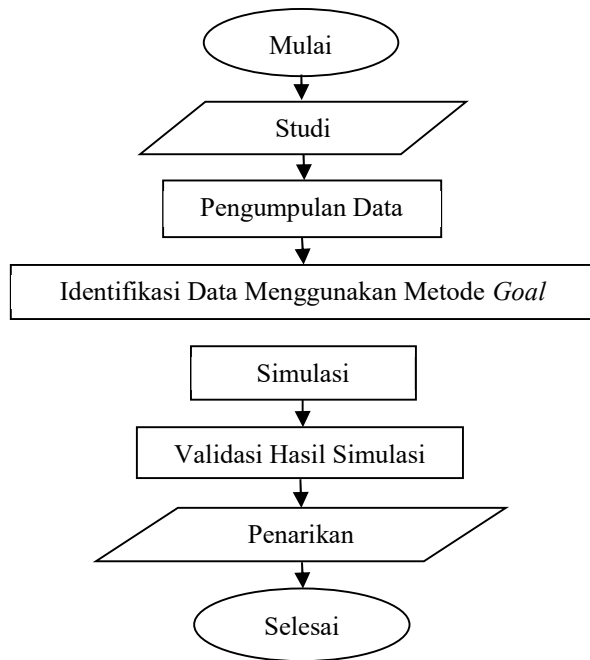 Mulai
Studi
Pengumpulan Data
Identifikasi Data Menggunakan Metode Goal
Simulasi
Validasi Hasil Simulasi
Penarikan
Selesai